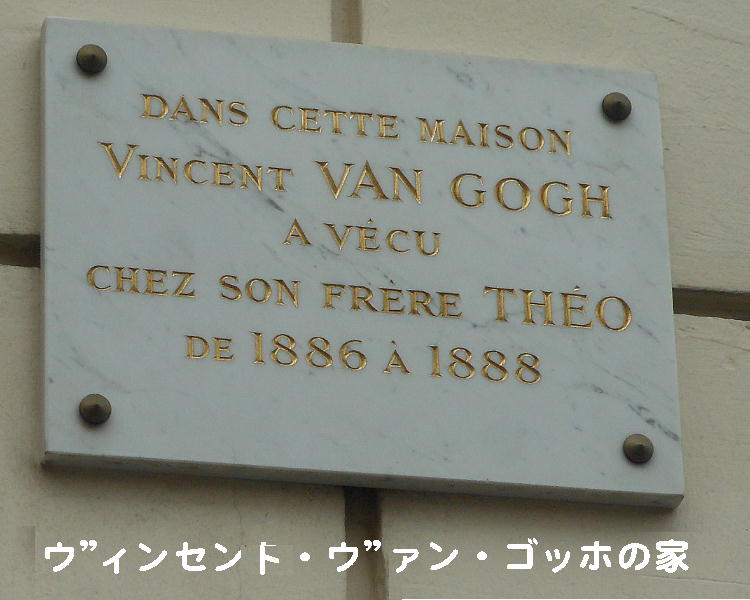 DANS CETTE MAISON
VINCENT VAN GOGH
A VÉCU
CHEZ SON FRÈRE THÉO
DE 1886 À 1888
ウ”ィンセント・ウ”ァン・ゴッホの家